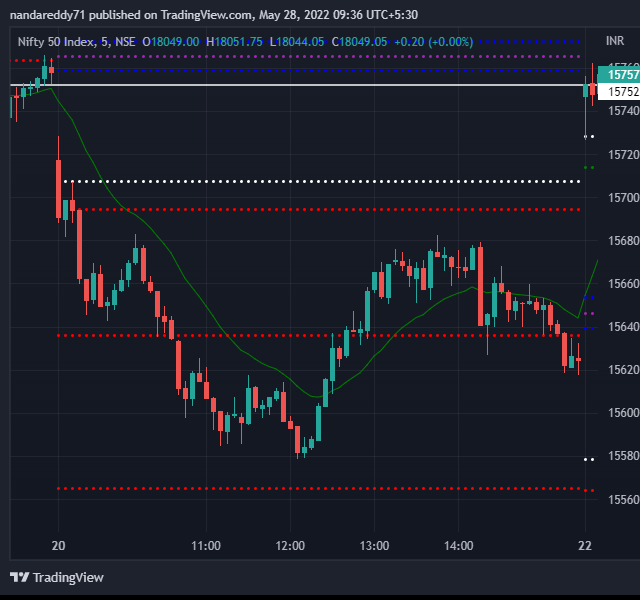 nandareddy71 published on TradingView.com, May 28, 2022 09:36 UTC+5:30
Nifty 50 Index, 5, NSE O18049.00 H18051.75 L18044.05 C18049.05 +0.20 (+0.00%)
INR
15757
15752
15740
15720
15700
15680
15660
15640
15620
15600
15580
15560
20 11:00 12:00 13:00 14:00 22
TradingView